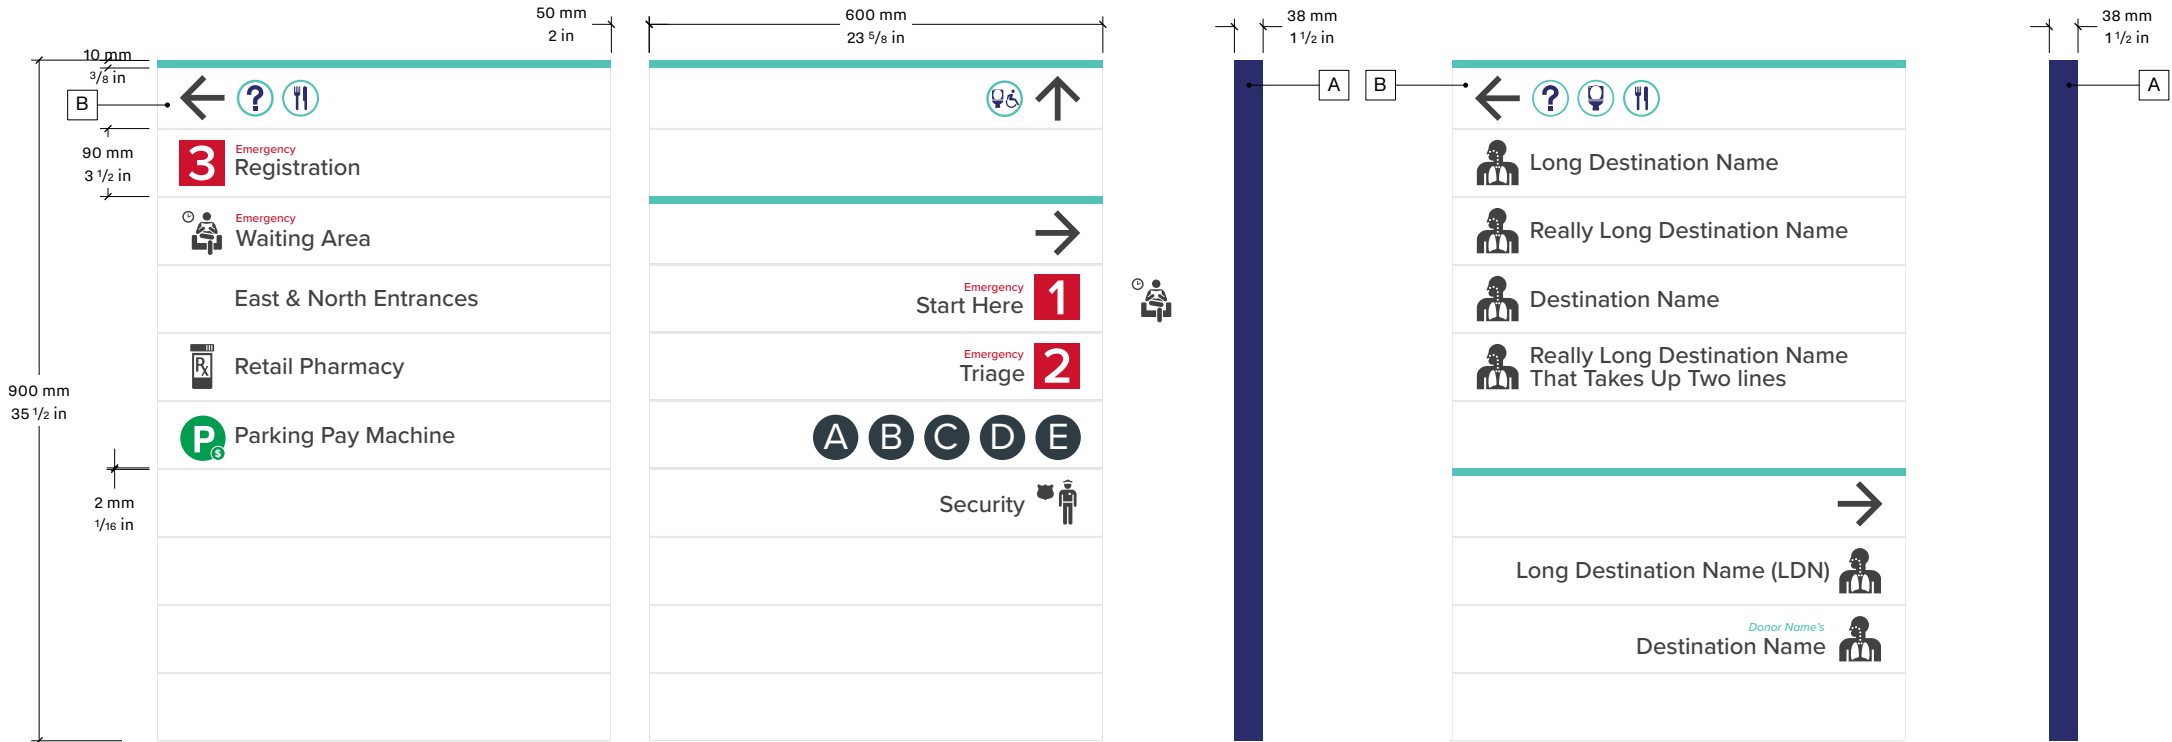 50 mm
2 in
600 mm
23 5/8 in
38 mm
1 1/2 in
38 mm
1 1/2 in
10 mm
3/8 in
B
?
A
B
?
A
90 mm
3 1/2 in
3
Emergency
Registration
Emergency
Waiting Area
East & North Entrances
Rx
Retail Pharmacy
P
$
Parking Pay Machine
900 mm
35 1/2 in
2 mm
1/16 in
Emergency
Start Here
1
Emergency
Triage
2
A B C D E
Security
Long Destination Name
Really Long Destination Name
Destination Name
Really Long Destination Name
That Takes Up Two lines
Long Destination Name (LDN)
Donor Name's
Destination Name